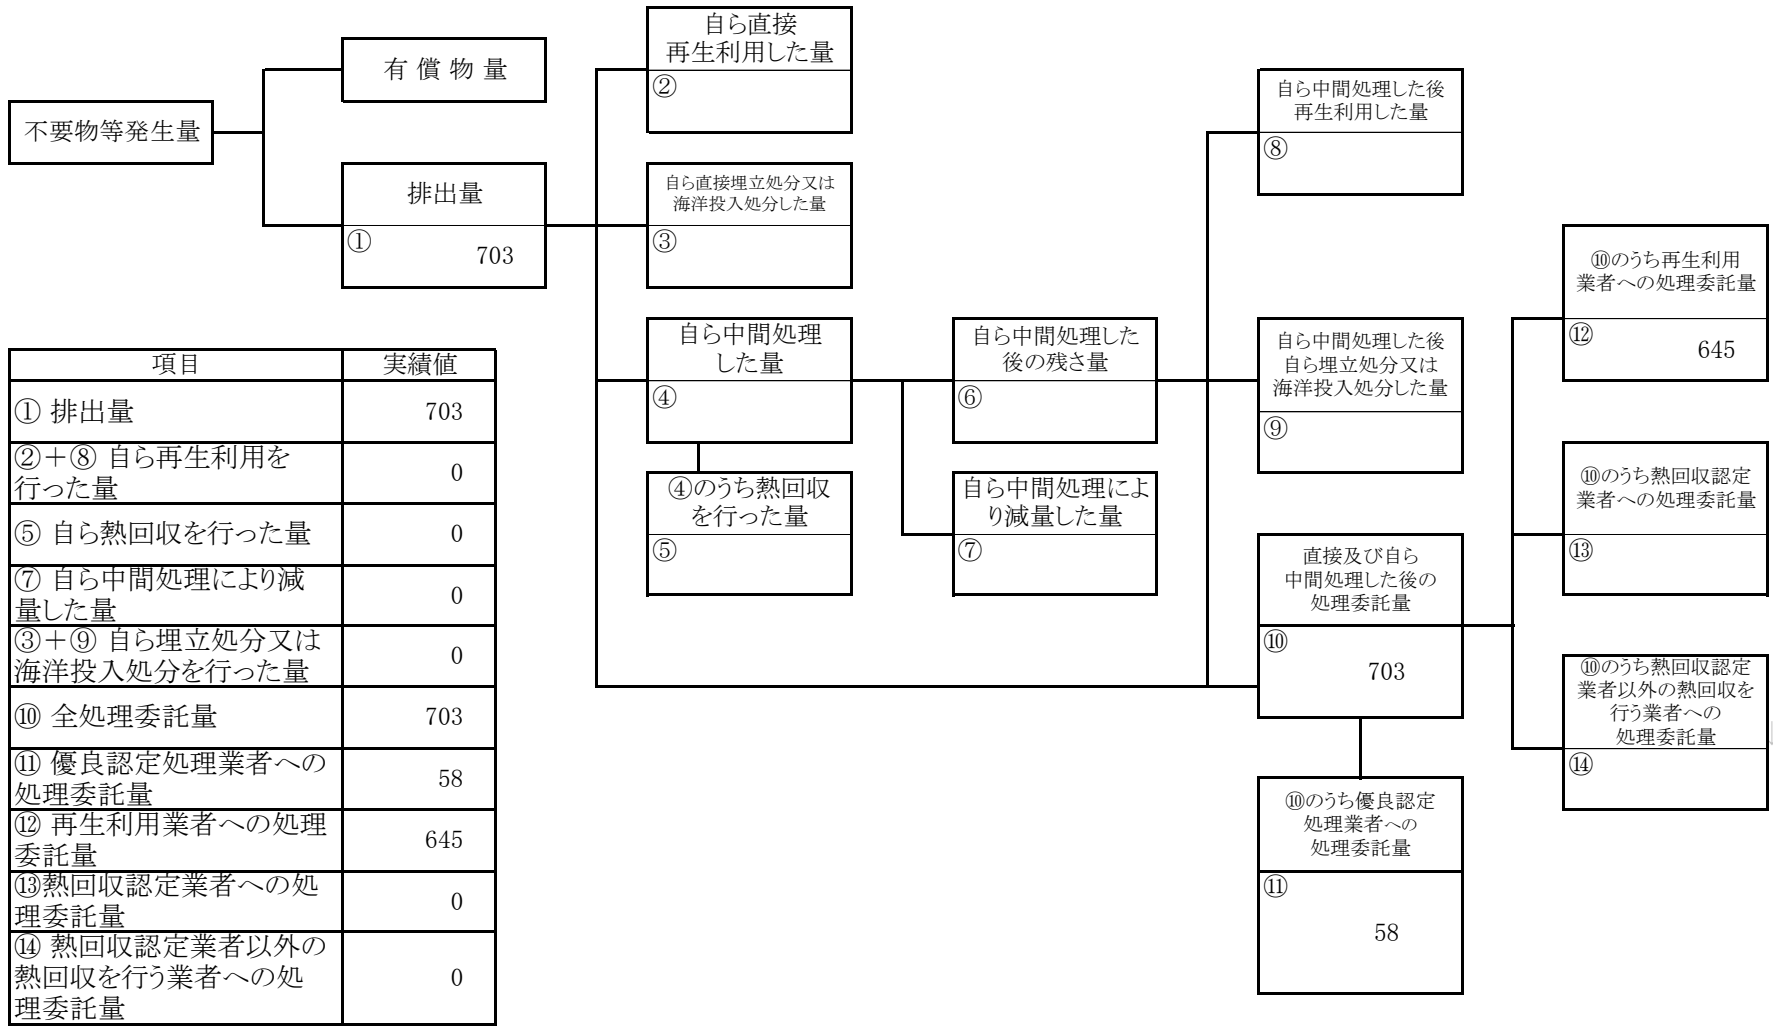 自ら直接
再生利用した量
②
有償物量
不要物等発生量
排出量
①
703
自ら直接埋立処分又は
海洋投入処分した量
③
自ら中間処理した後
再生利用した量
⑧
⑩のうち再生利用
業者への処理委託量
⑫
645
自ら中間処理
した量
④
自ら中間処理した
後の残さ量
⑥
自ら中間処理した後
自ら埋立処分又は
海洋投入処分した量
⑨
④のうち熱回収
を行った量
⑤
自ら中間処理によ
り減量した量
⑦
⑩のうち熱回収認定
業者への処理委託量
⑬
直接及び自ら
中間処理した後の
処理委託量
⑩
703
⑩のうち熱回収認定
業者以外の熱回収を
行う業者への
処理委託量
⑭
⑩のうち優良認定
処理業者への
処理委託量
⑪
58
項目 実績値
① 排出量 703
②＋⑧ 自ら再生利用を
行った量 0
⑤ 自ら熱回収を行った量 0
⑦ 自ら中間処理により減
量した量 0
③＋⑨ 自ら埋立処分又は
海洋投入処分を行った量 0
⑩ 全処理委託量 703
⑪ 優良認定処理業者への
処理委託量 58
⑫ 再生利用業者への処理
委託量 645
⑬熱回収認定業者への処
理委託量 0
⑭ 熱回収認定業者以外の
熱回収を行う業者への処
理委託量 0